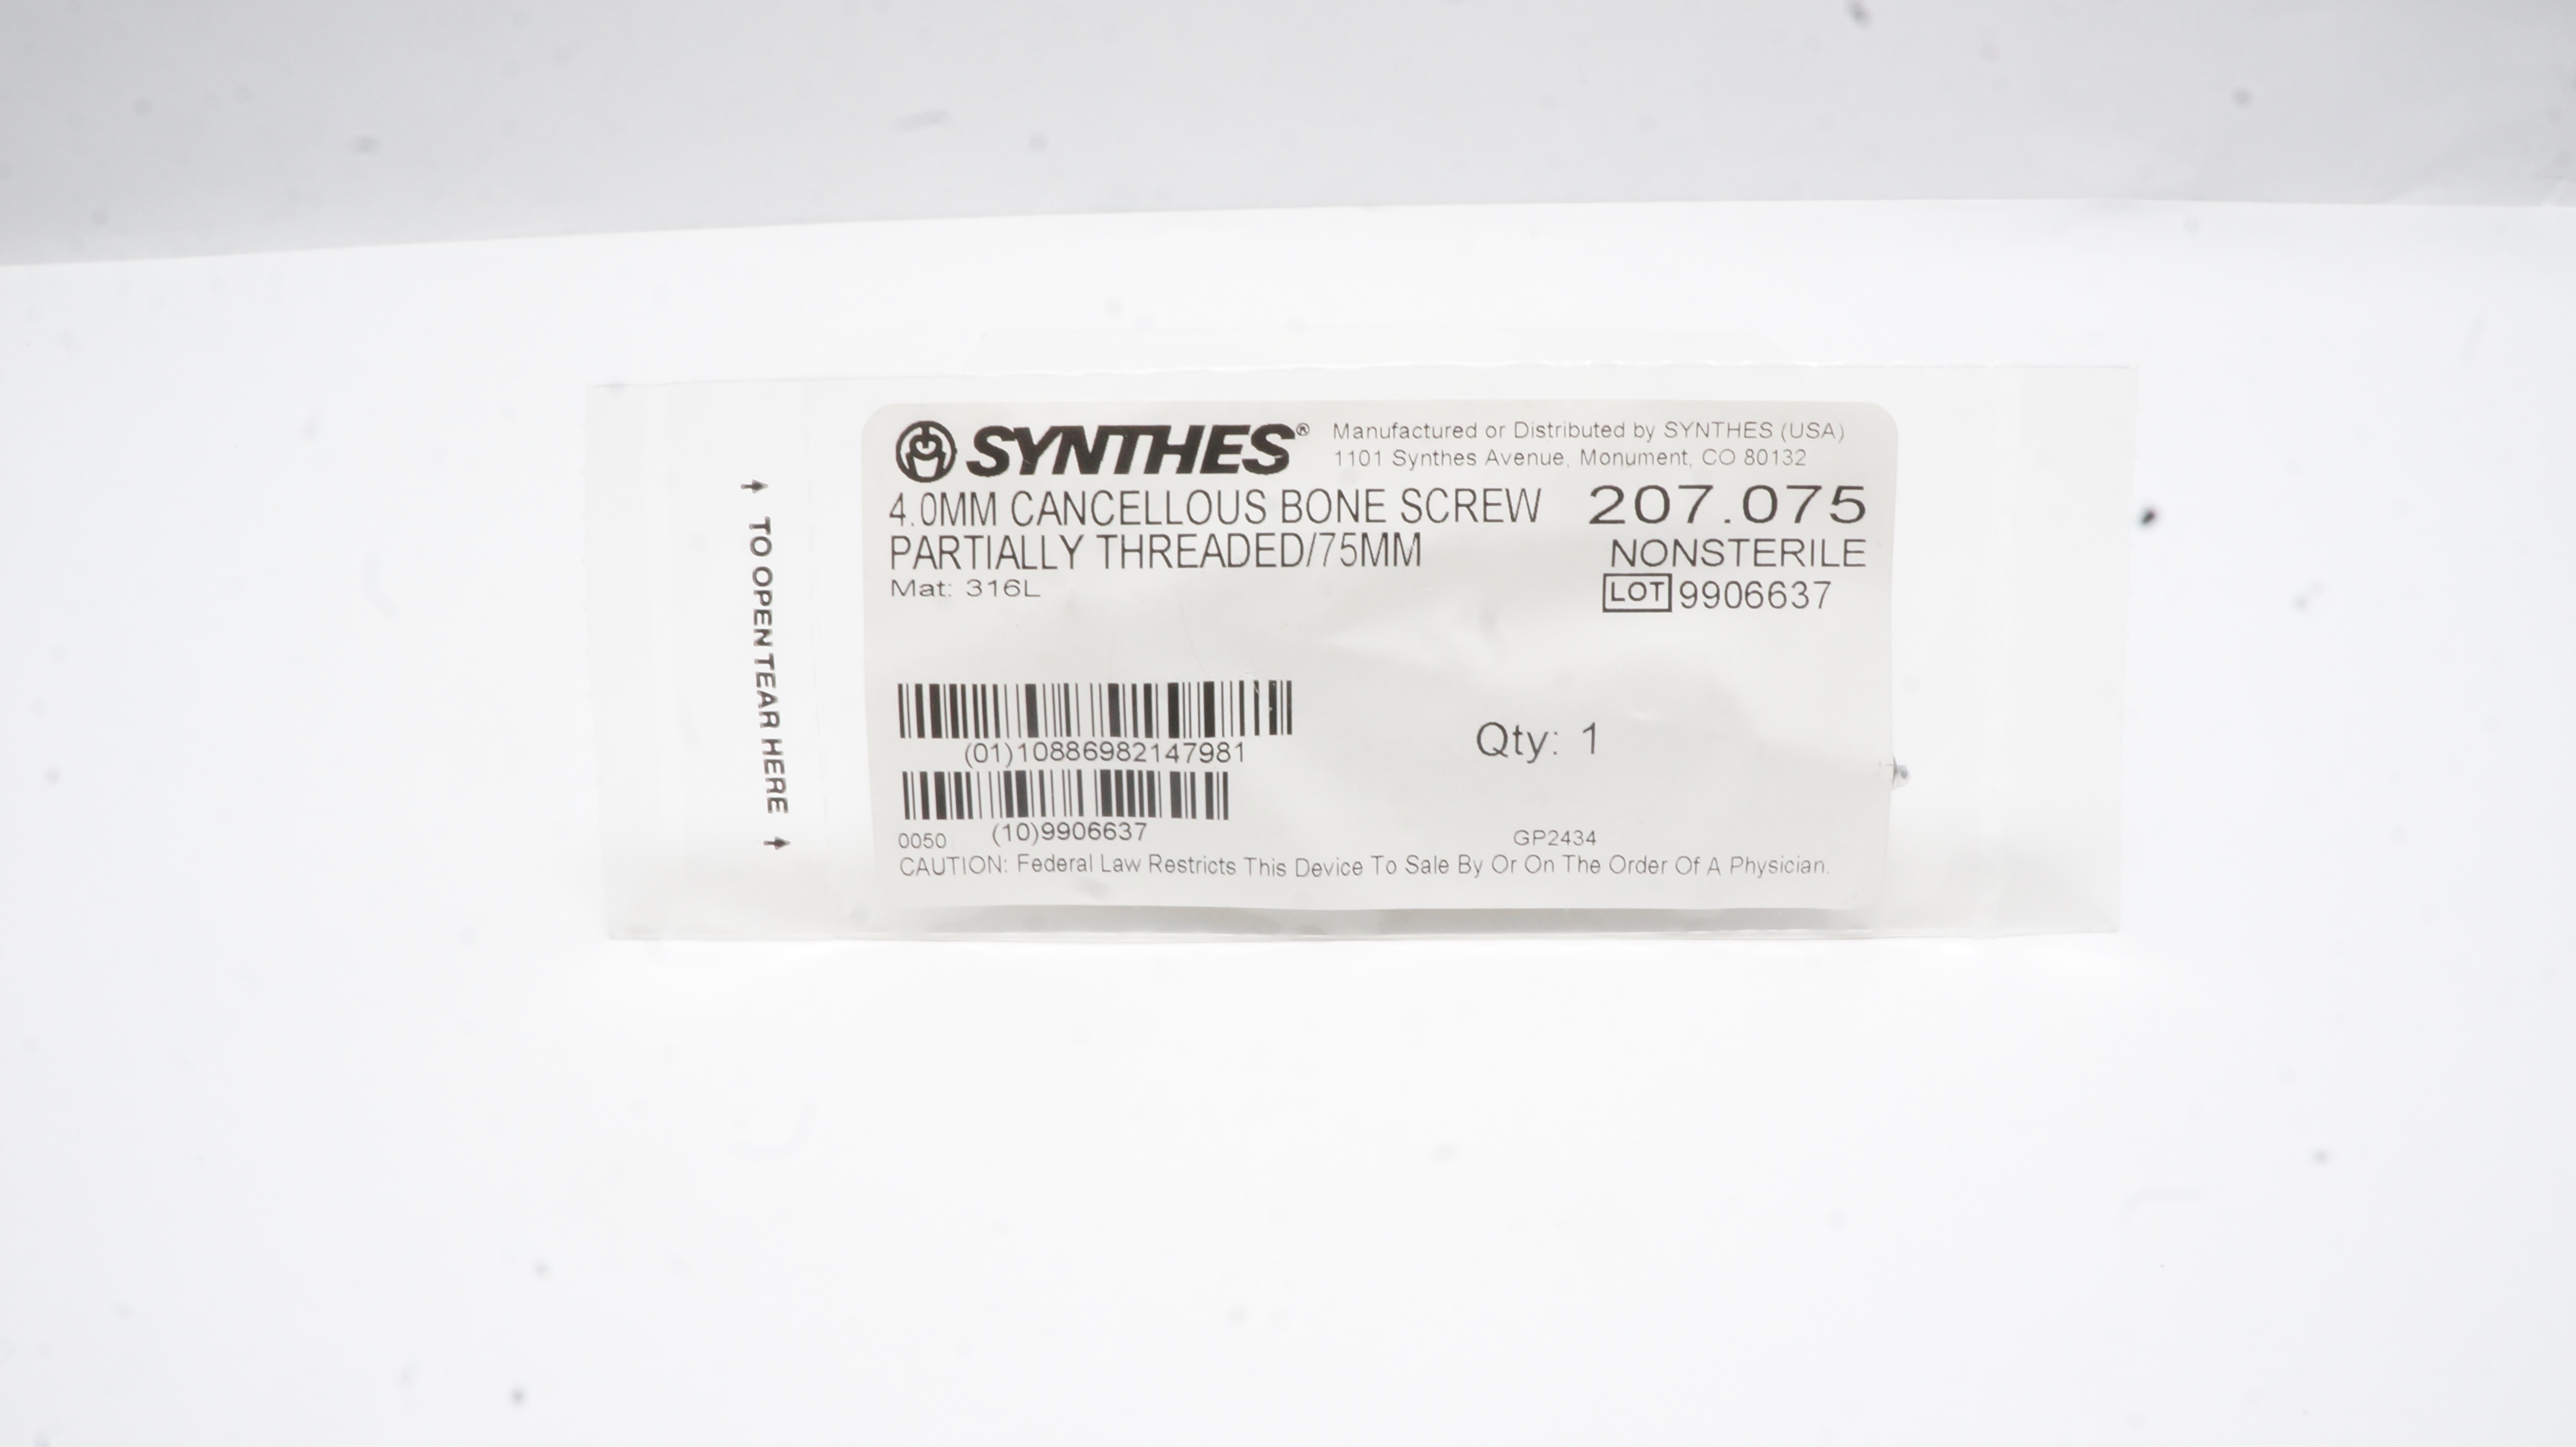 SYNTHES®
Manufactured or Distributed by SYNTHES (USA)
1101 Synthes Avenue, Monument, CO 80132
4.0MM CANCELLOUS BONE SCREW
PARTIALLY THREADED/75MM
Mat: 316L
207.075
NONSTERILE
LOT 9906637
TO OPEN TEAR HERE
(01)10886982147981
Qty: 1
(10)9906637
0050
GP2434
CAUTION: Federal Law Restricts This Device To Sale By Or On The Order Of A Physician.